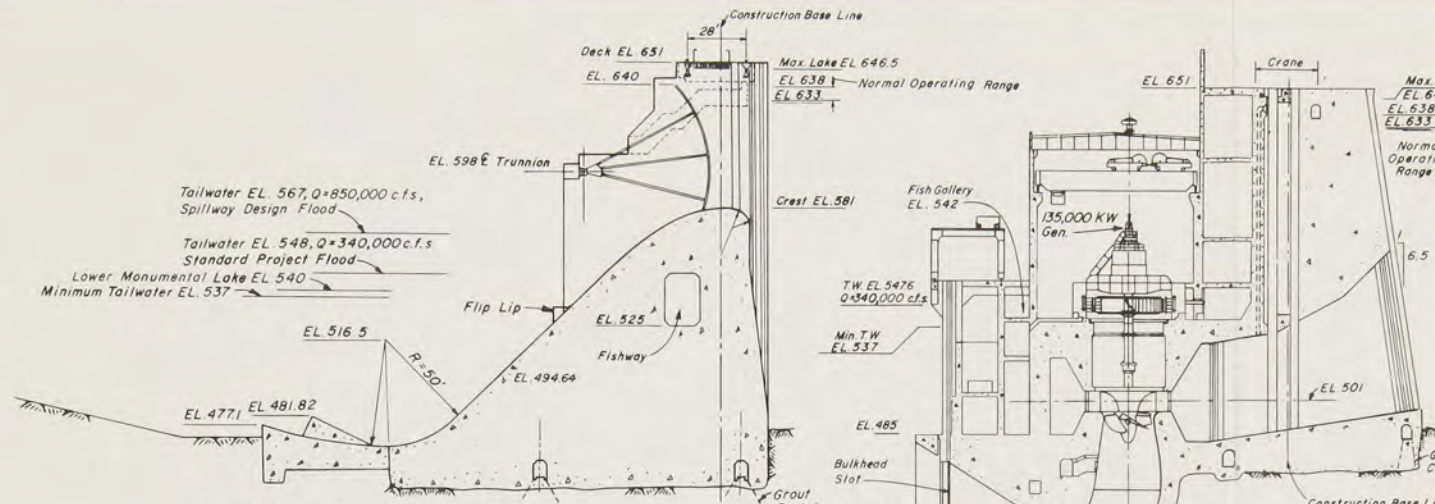 Construction Base Line
28'
Deck EL. 651
EL. 640
Max. Lake EL 646.5
EL 638
Normal Operating Range
EL. 633
EL. 598 ℄ Trunnion
Crest EL. 581
Tailwater EL. 567, Q=850,000 c.f.s,
Spillway Design Flood
Tailwater EL. 548, Q=340,000 c.f.s
Standard Project Flood
Lower Monumental Lake EL 540
Minimum Tailwater EL. 537
Flip Lip
EL. 525
Fishway
EL. 516.5
R=50'
EL. 494.64
EL. 477.1
EL 481.82
Grout
Crane
EL 651
Max.
EL. 638
EL. 633
Operating
Range
Fish Gallery
EL. 542
135,000 KW
Gen.
1
6.5
T.W. EL. 547.6
Q=340,000 cfs.
Min. T.W
EL. 537
EL 501
EL. 485
Bulkhead
Slot
Construction Base